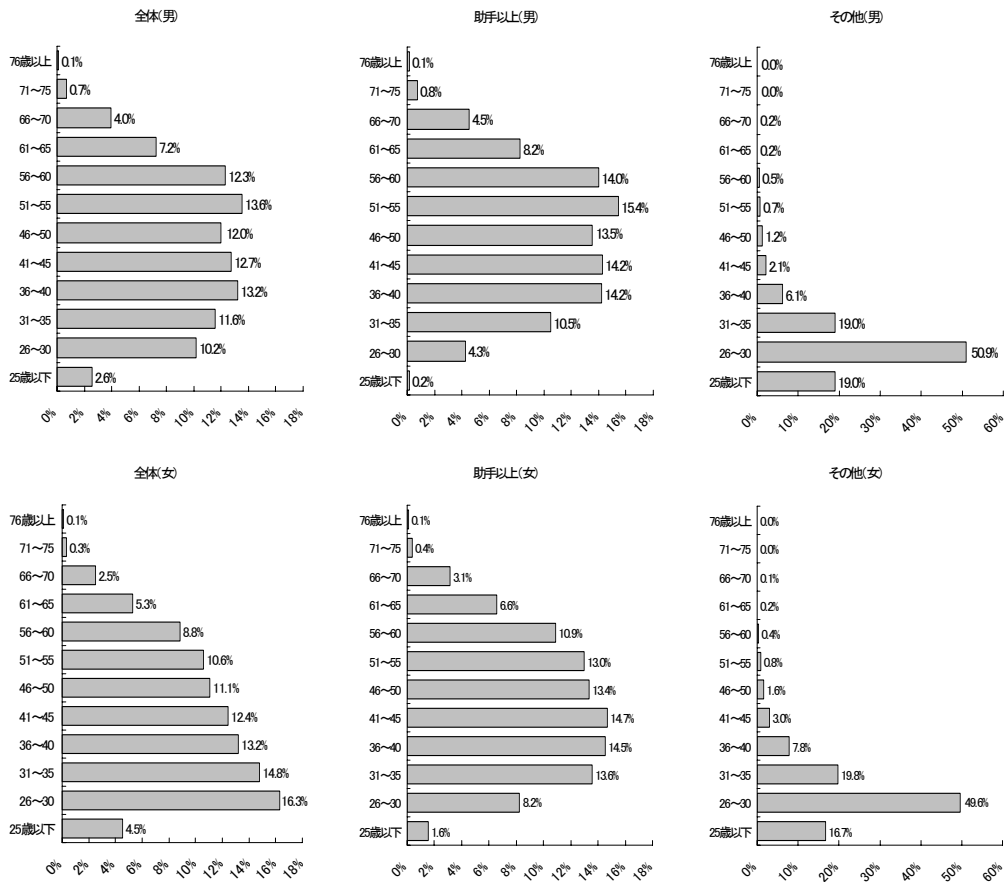 全体(男)
76歳以上 0.1%
71～75 0.7%
66～70 4.0%
61～65 7.2%
56～60 12.3%
51～55 13.6%
46～50 12.0%
41～45 12.7%
36～40 13.2%
31～35 11.6%
26～30 10.2%
25歳以下 2.6%
0% 2% 4% 6% 8% 10% 12% 14% 16% 18%
助手以上(男)
76歳以上 0.1%
71～75 0.8%
66～70 4.5%
61～65 8.2%
56～60 14.0%
51～55 15.4%
46～50 13.5%
41～45 14.2%
36～40 14.2%
31～35 10.5%
26～30 4.3%
25歳以下 0.2%
0% 2% 4% 6% 8% 10% 12% 14% 16% 18%
その他(男)
76歳以上 0.0%
71～75 0.0%
66～70 0.2%
61～65 0.2%
56～60 0.5%
51～55 0.7%
46～50 1.2%
41～45 2.1%
36～40 6.1%
31～35 19.0%
26～30 50.9%
25歳以下 19.0%
0% 10% 20% 30% 40% 50% 60%
全体(女)
76歳以上 0.1%
71～75 0.3%
66～70 2.5%
61～65 5.3%
56～60 8.8%
51～55 10.6%
46～50 11.1%
41～45 12.4%
36～40 13.2%
31～35 14.8%
26～30 16.3%
25歳以下 4.5%
0% 2% 4% 6% 8% 10% 12% 14% 16% 18%
助手以上(女)
76歳以上 0.1%
71～75 0.4%
66～70 3.1%
61～65 6.6%
56～60 10.9%
51～55 13.0%
46～50 13.4%
41～45 14.7%
36～40 14.5%
31～35 13.6%
26～30 8.2%
25歳以下 1.6%
0% 2% 4% 6% 8% 10% 12% 14% 16% 18%
その他(女)
76歳以上 0.0%
71～75 0.0%
66～70 0.1%
61～65 0.2%
56～60 0.4%
51～55 0.8%
46～50 1.6%
41～45 3.0%
36～40 7.8%
31～35 19.8%
26～30 49.6%
25歳以下 16.7%
0% 10% 20% 30% 40% 50% 60%